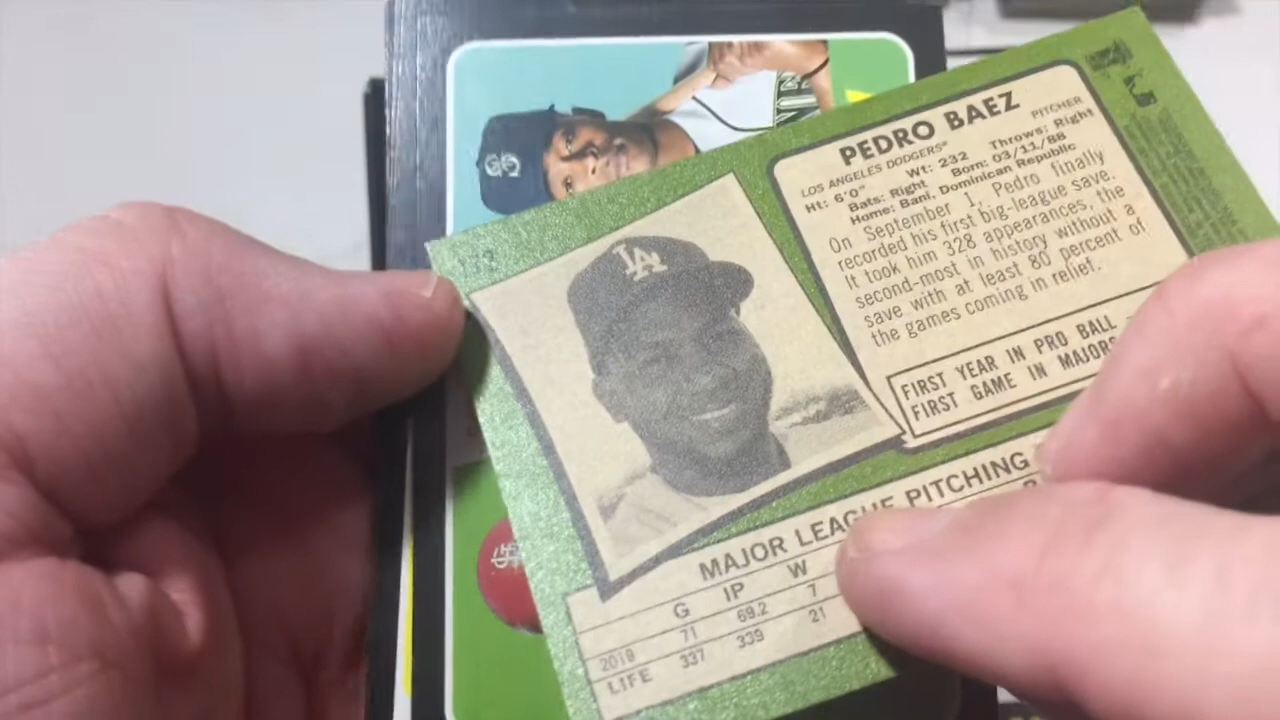 PEDRO BAEZ
PITCHER
LOS ANGELES DODGERS®
Ht: 6'0" Wt: 232 Throws: Right
Bats: Right Born: 03/11/88
Home: Bani, Dominican Republic
On September 1, Pedro finally
recorded his first big-league save.
It took him 328 appearances, the
second-most in history without a
save with at least 80 percent of
the games coming in relief.
FIRST YEAR IN PRO BALL –
FIRST GAME IN MAJORS
LA
MAJOR LEAGUE PITCHING
G IP W
2019 71 69.2 7
LIFE 337 339 21